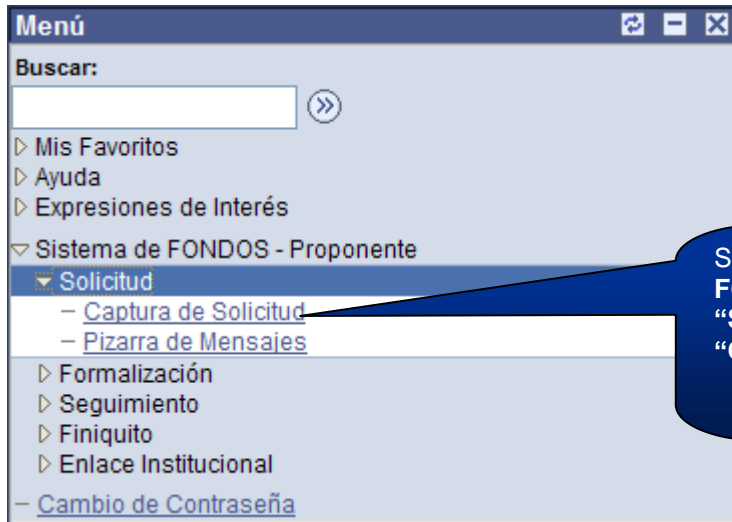 Menú
Buscar:
Mis Favoritos
Ayuda
Expresiones de Interés
Sistema de FONDOS - Proponente
Solicitud
Captura de Solicitud
Pizarra de Mensajes
Formalización
Seguimiento
Finiquito
Enlace Institucional
Cambio de Contraseña